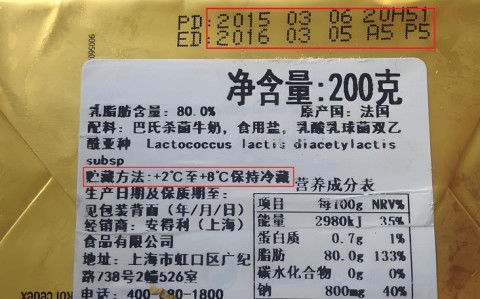 PD: 2015 03 06 20H51
ED: 2016 03 05 A5 P5
净含量:200克
乳脂肪含量: 80.0% 原产国: 法国
配料: 巴氏杀菌牛奶, 食用盐, 乳酸乳球菌双乙
酰亚种 Lactococcus lactis diacetylactis
subsp
贮藏方法: +2℃至+8℃保持冷藏
营养成分表
生产日期及保质期至:
见包装背面 (年/月/日)
经销商: 安得利 (上海)
食品有限公司
地址: 上海市虹口区广纪
路738号2幢526室
电话: 400-680-1800
项目 每100g NRV%
能量 2980kJ 35%
蛋白质 0.7g 1%
脂肪 80.0g 133%
碳水化合物 0g 0%
钠 800mg 40%